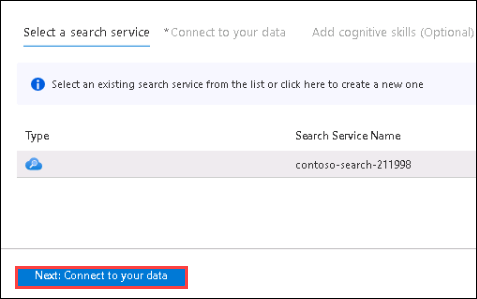 Select a search service *Connect to your data Add cognitive skills (Optional)
Select an existing search service from the list or click here to create a new one
Type Search Service Name
contoso-search-211998
Next: Connect to your data